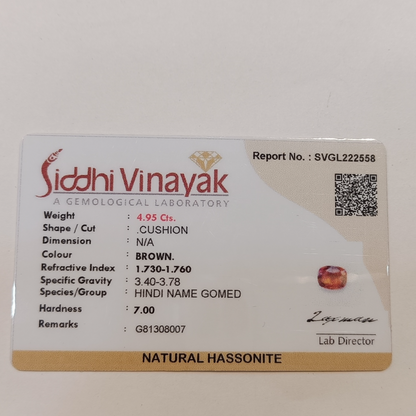 Siddhi Vinayak
A GEMOLOGICAL LABORATORY
Report No. : SVGL222558
Weight : 4.95 Cts.
Shape / Cut : .CUSHION
Dimension : N/A
Colour : BROWN.
Refractive Index : 1.730-1.760
Specific Gravity : 3.40-3.78
Species/Group : HINDI NAME GOMED
Hardness : 7.00
Remarks : G81308007
Laxman
Lab Director
NATURAL HASSONITE